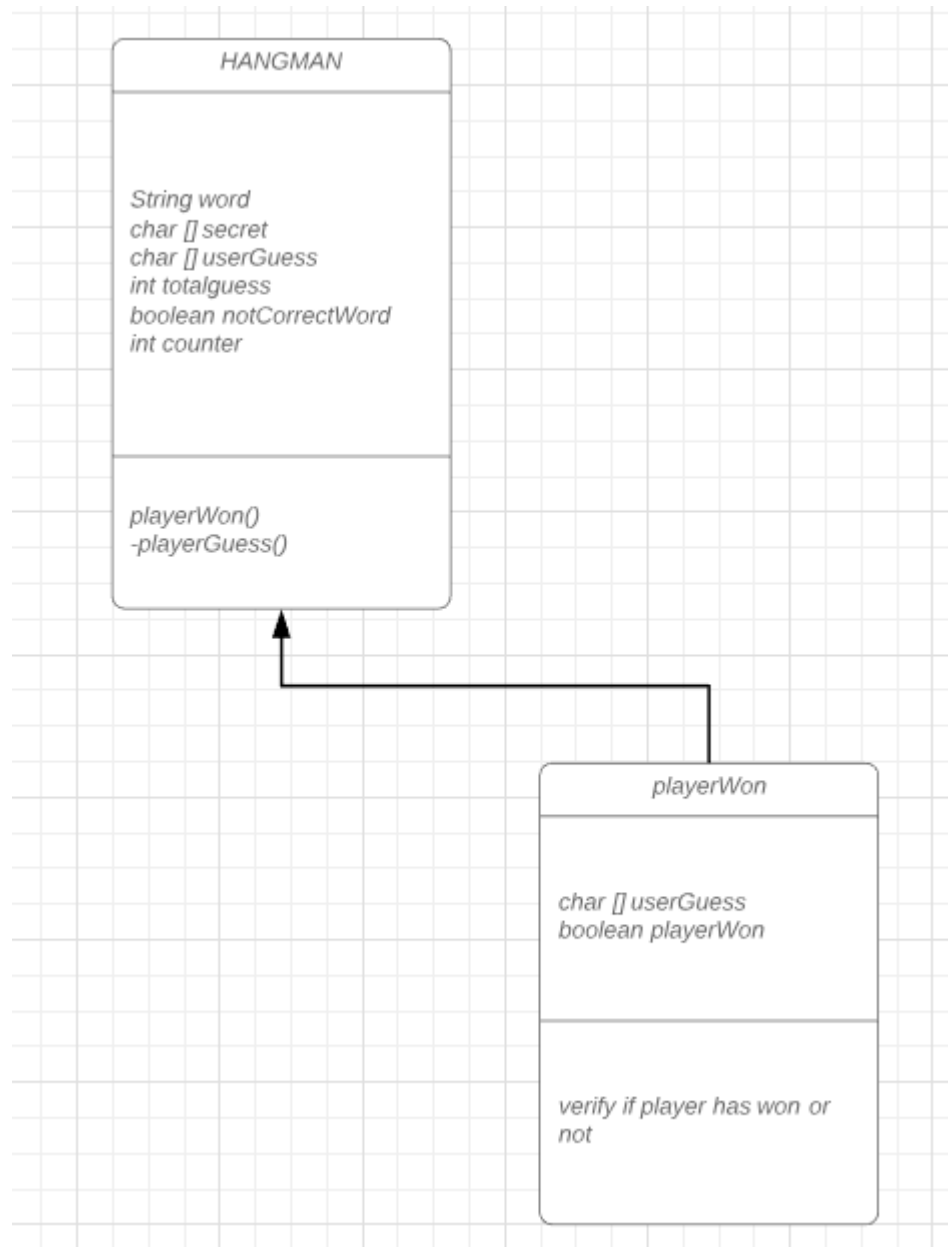 HANGMAN
String word
char [] secret
char [] userGuess
int totalguess
boolean notCorrectWord
int counter
playerWon()
-playerGuess()
playerWon
char [] userGuess
boolean playerWon
verify if player has won or
not